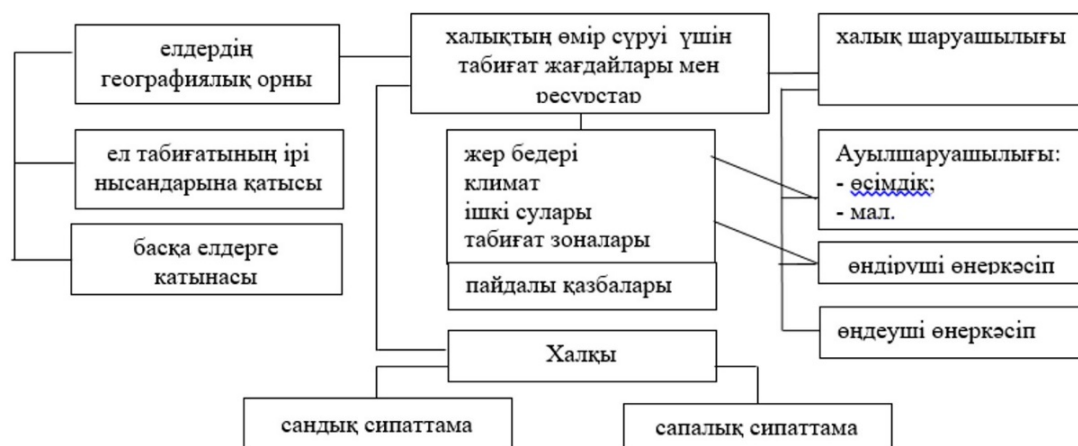 елдердің
географиялық орны
ел табиғатының ірі
нысандарына қатысы
басқа елдерге
катынасы
халықтың өмір сүруі үшін
табиғат жағдайлары мен
ресурстар
жер бедері
климат
ішкі сулары
табиғат зоналары
пайдалы қазбалары
Халқы
сандық сипаттама
сапалық сипаттама
халық шаруашылығы
Ауылшаруашылығы:
- өсімдік;
- мал.
өндіруші өнеркәсіп
өңдеуші өнеркәсіп